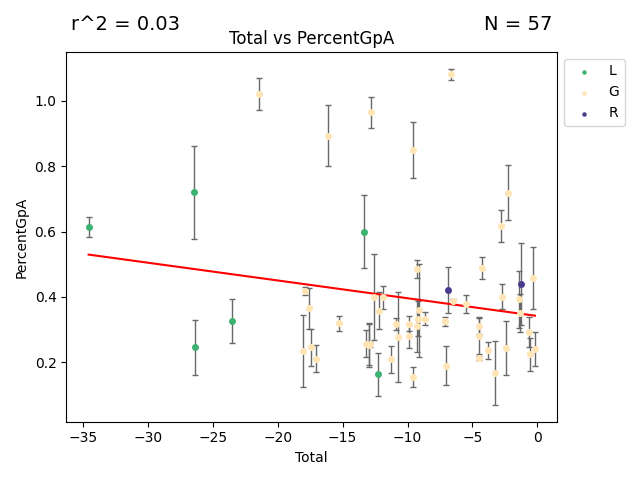 r^2 = 0.03
N = 57
Total vs PercentGpA
L
G
R
1.0
0.8
0.6
0.4
0.2
PercentGpA
−35
−30
−25
−20
−15
−10
−5
0
Total